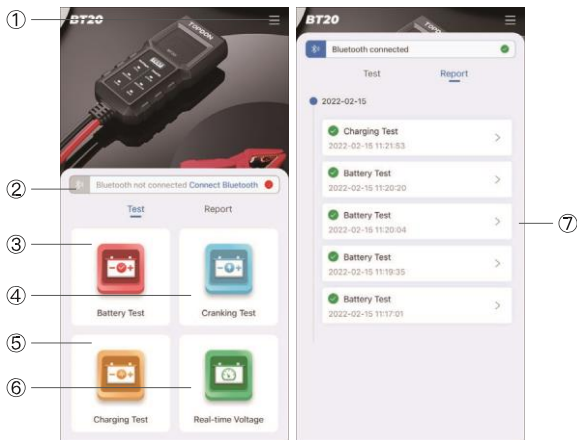 ①
BT20
TOPDON
②
Bluetooth not connected Connect Bluetooth
Test Report
③
④
Battery Test Cranking Test
⑤
⑥
Charging Test Real-time Voltage
BT20
TOPDON
Bluetooth connected
Test Report
2022-02-15
Charging Test
2022-02-15 11:21:53
Battery Test
2022-02-15 11:20:20
Battery Test
2022-02-15 11:20:04
⑦
Battery Test
2022-02-15 11:19:35
Battery Test
2022-02-15 11:17:01